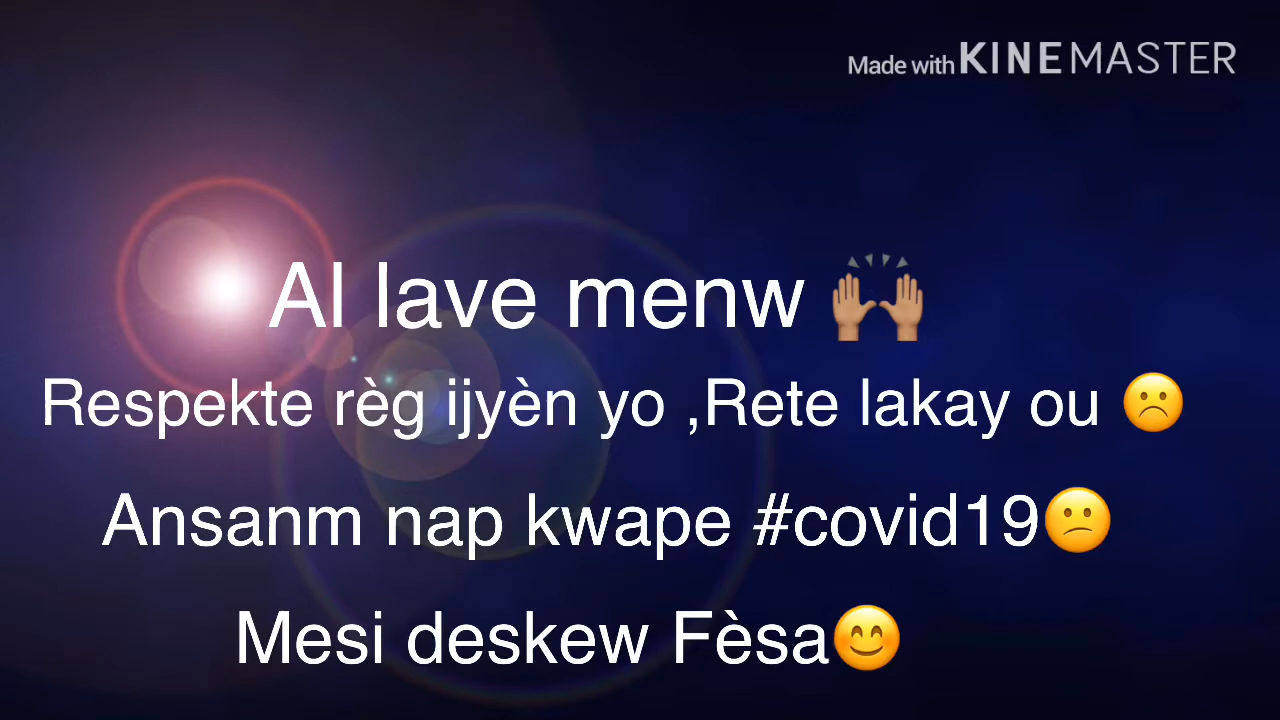 Made with KINEMASTER
Al lave menw 🙌🏽
Respekte règ ijyèn yo ,Rete lakay ou ☹️
Ansanm nap kwape #covid19😕
Mesi deskew Fèsa😊